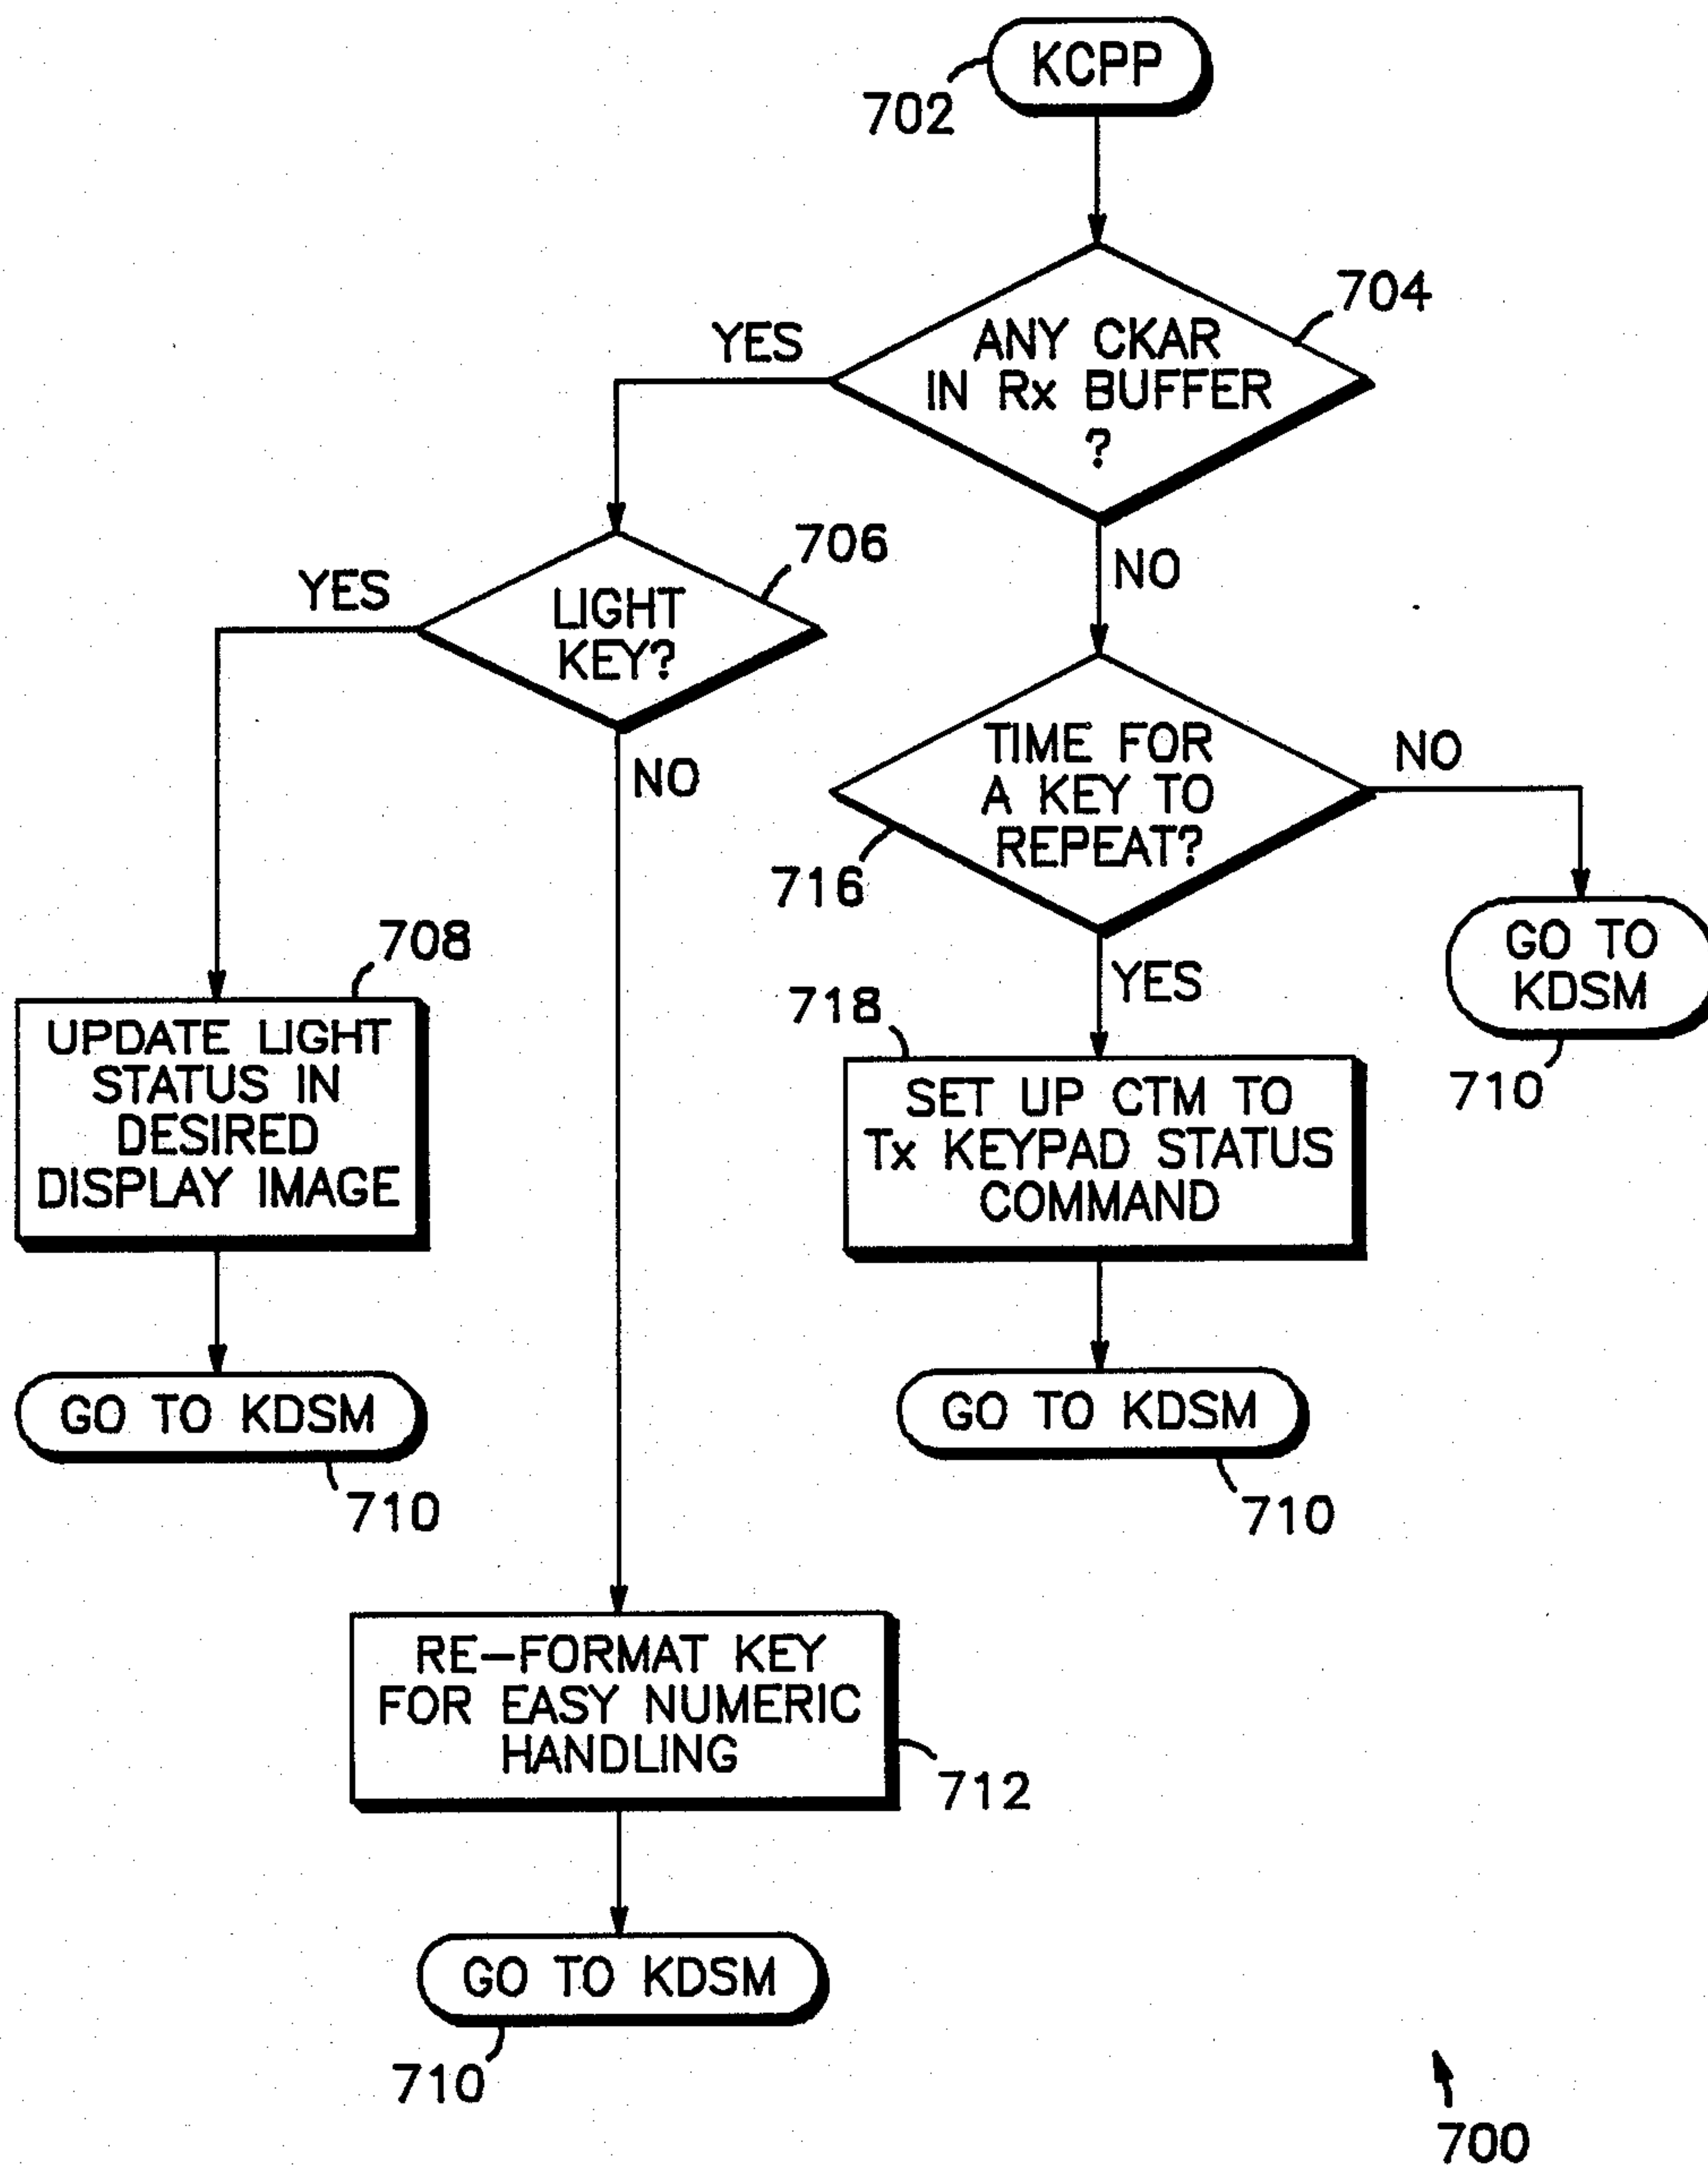 KCPP
702
704
ANY CKAR
IN Rx BUFFER
?
YES
NO
706
LIGHT
KEY?
YES
NO
TIME FOR
A KEY TO
REPEAT?
716
NO
YES
GO TO
KDSM
710
708
UPDATE LIGHT
STATUS IN
DESIRED
DISPLAY IMAGE
718
SET UP CTM TO
Tx KEYPAD STATUS
COMMAND
GO TO KDSM
710
GO TO KDSM
710
RE-FORMAT KEY
FOR EASY NUMERIC
HANDLING
712
GO TO KDSM
710
700